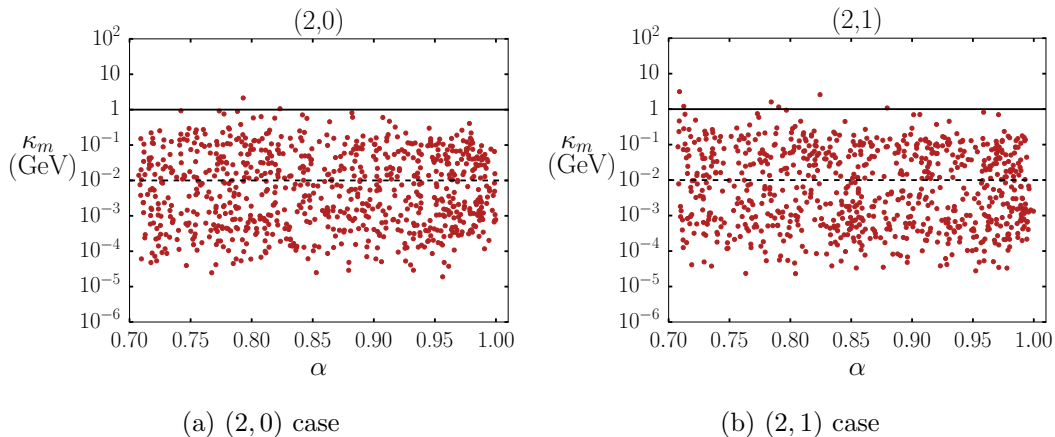 (2,0)
10^2
10
1
κ_m
(GeV)
10^{-1}
10^{-2}
10^{-3}
10^{-4}
10^{-5}
10^{-6}
0.70 0.75 0.80 0.85 0.90 0.95 1.00
α
(a) (2, 0) case
(2,1)
10^2
10
1
κ_m
(GeV)
10^{-1}
10^{-2}
10^{-3}
10^{-4}
10^{-5}
10^{-6}
0.70 0.75 0.80 0.85 0.90 0.95 1.00
α
(b) (2, 1) case